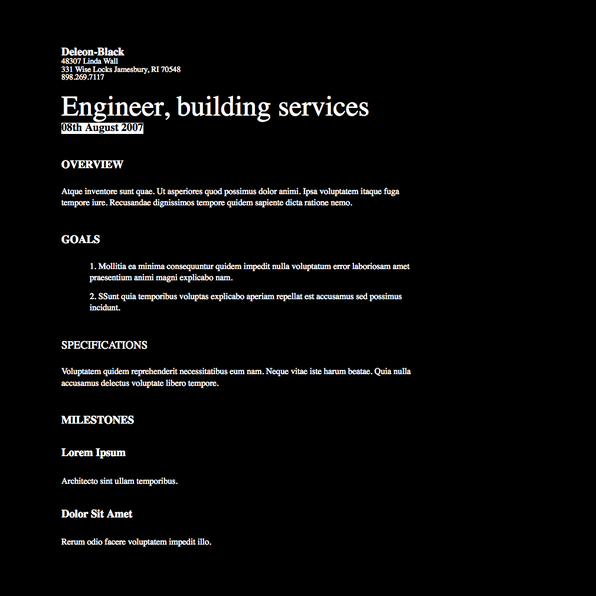 Deleon-Black
48307 Linda Wall
331 Wise Locks Jamesbury, RI 70548
898.269.7117
Engineer, building services
08th August 2007
OVERVIEW
Atque inventore sunt quae. Ut asperiores quod possimus dolor animi. Ipsa voluptatem itaque fuga
tempore iure. Recusandae dignissimos tempore quidem sapiente dicta ratione nemo.
GOALS
1. Mollitia ea minima consequuntur quidem impedit nulla voluptatum error laboriosam amet
praesentium animi magni explicabo nam.
2. SSunt quia temporibus voluptas explicabo aperiam repellat est accusamus sed possimus
incidunt.
SPECIFICATIONS
Voluptatem quidem reprehenderit necessitatibus eum nam. Neque vitae iste harum beatae. Quia nulla
accusamus delectus voluptate libero tempore.
MILESTONES
Lorem Ipsum
Architecto sint ullam temporibus.
Dolor Sit Amet
Rerum odio facere voluptatem impedit illo.